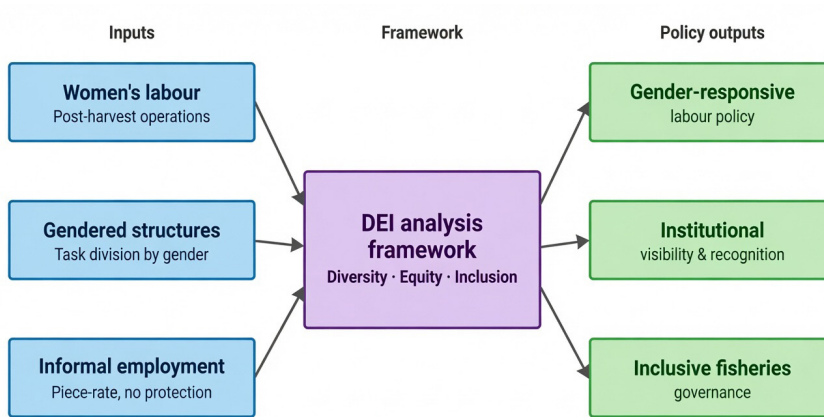 Inputs
Framework
Policy outputs
Women's labour
Post-harvest operations
Gendered structures
Task division by gender
Informal employment
Piece-rate, no protection
DEI analysis
framework
Diversity · Equity · Inclusion
Gender-responsive
labour policy
Institutional
visibility & recognition
Inclusive fisheries
governance